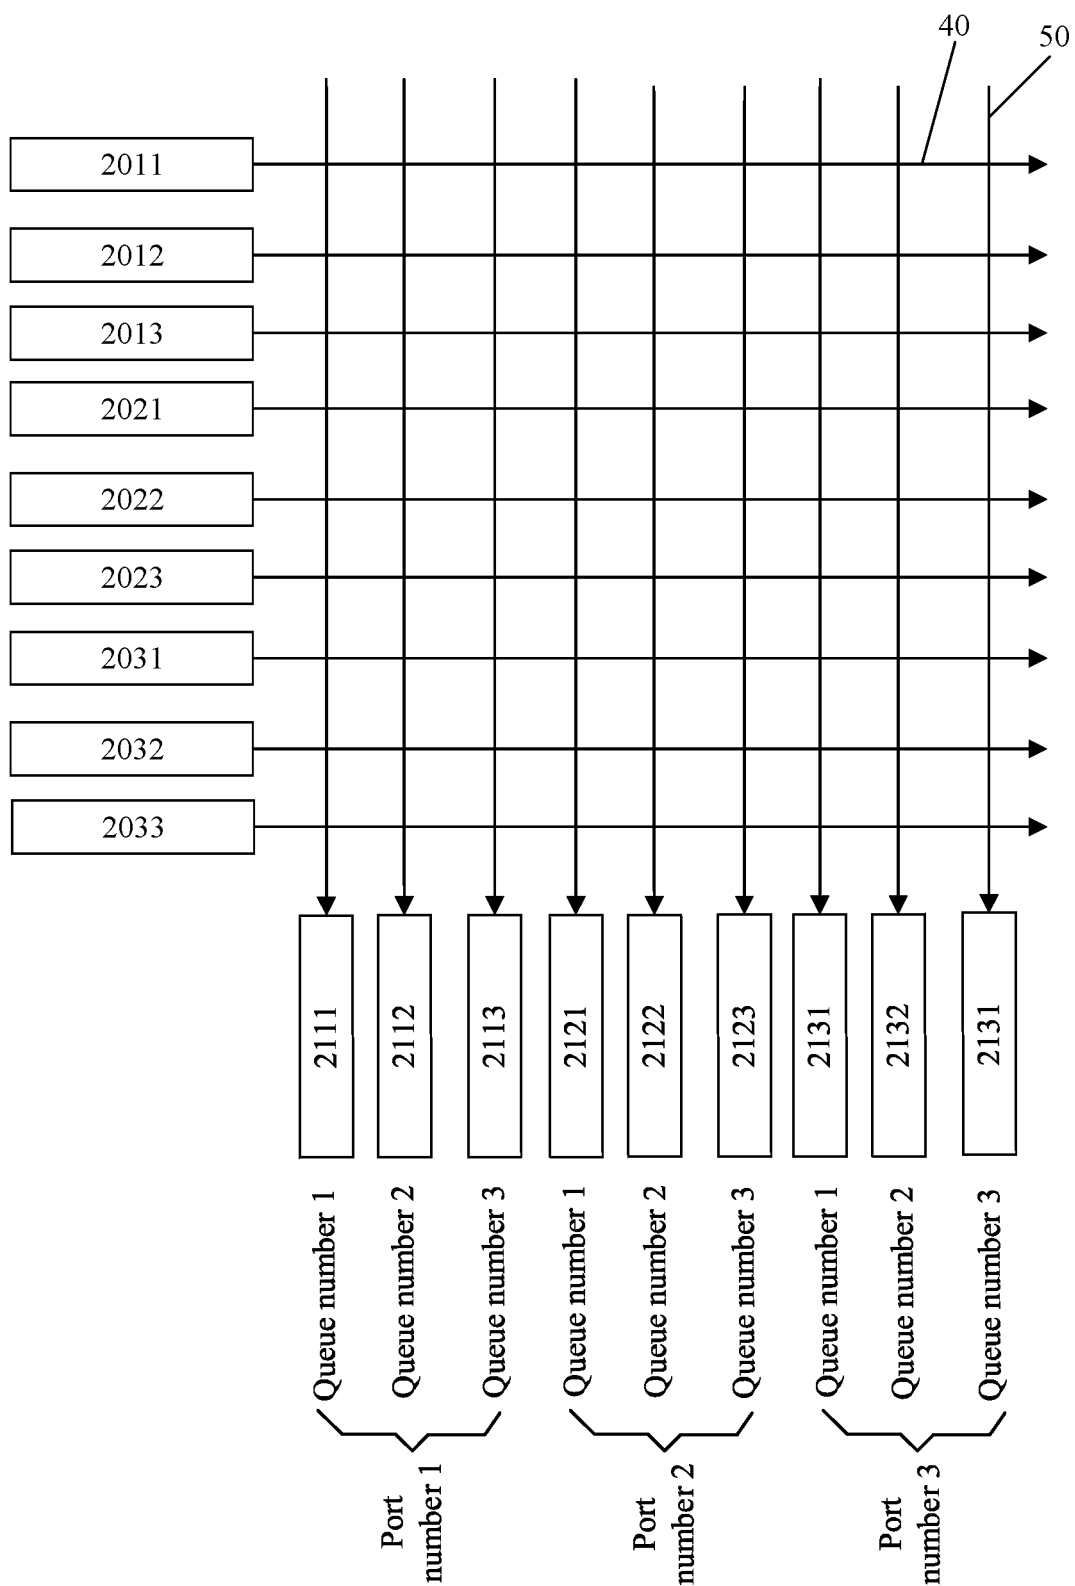 40
50
2011
2012
2013
2021
2022
2023
2031
2032
2033
2111
2112
2113
2121
2122
2123
2131
2132
2131
Queue number 1
Queue number 2
Queue number 3
Queue number 1
Queue number 2
Queue number 3
Queue number 1
Queue number 2
Queue number 3
Port
number 1
Port
number 2
Port
number 3